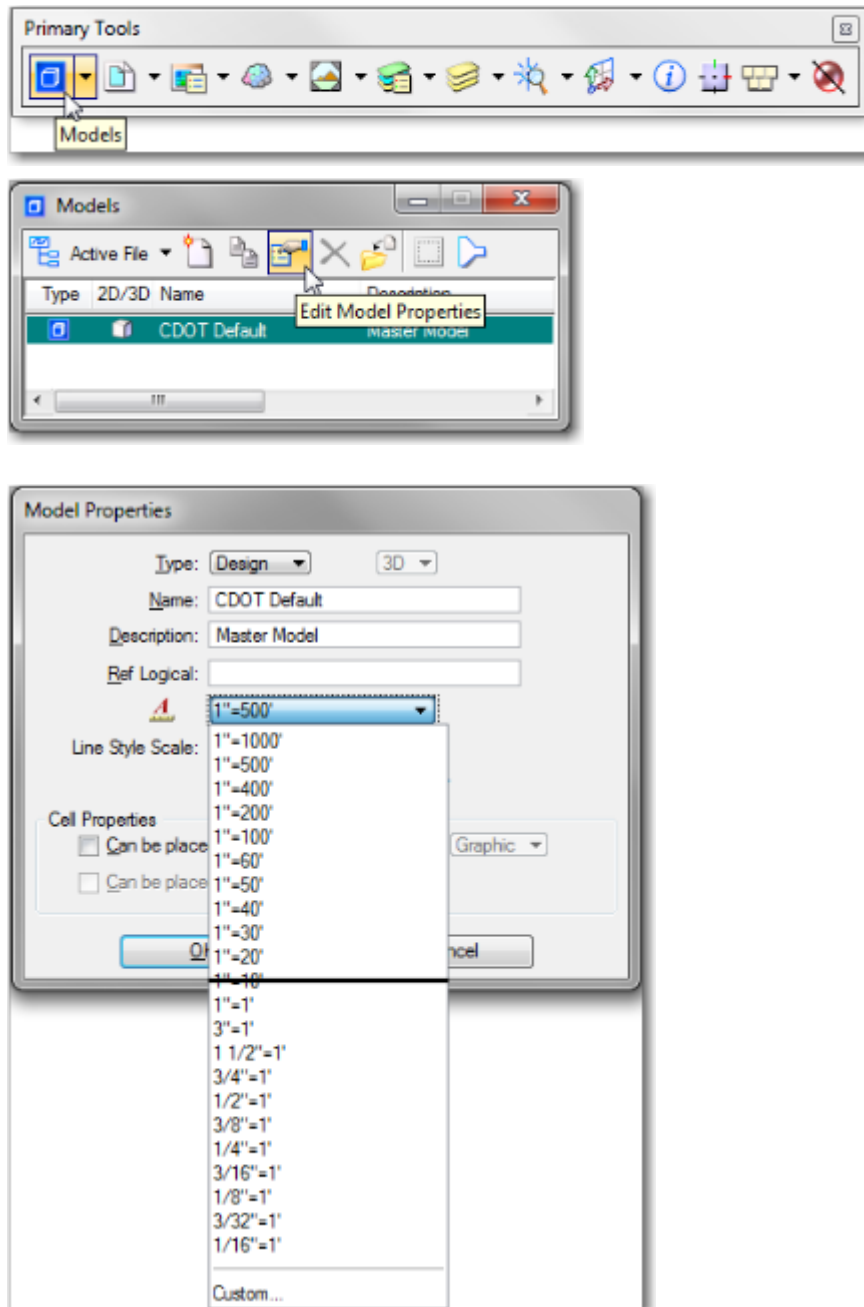 Primary Tools
Models
Models
Active File
Type 2D/3D Name
Edit Model Properties
CDOT Default Master Model
Model Properties
Type: Design 3D
Name: CDOT Default
Description: Master Model
Ref Logical:
1"=500'
Line Style Scale:
1"=1000'
1"=500'
1"=400'
1"=200'
1"=100'
1"=60'
1"=50'
1"=40'
1"=30'
1"=20'
1"=10'
1"=1'
3"=1'
1 1/2"=1'
3/4"=1'
1/2"=1'
3/8"=1'
1/4"=1'
3/16"=1'
1/8"=1'
3/32"=1'
1/16"=1'
Custom...
Cell Properties
Can be place
Graphic
Can be place